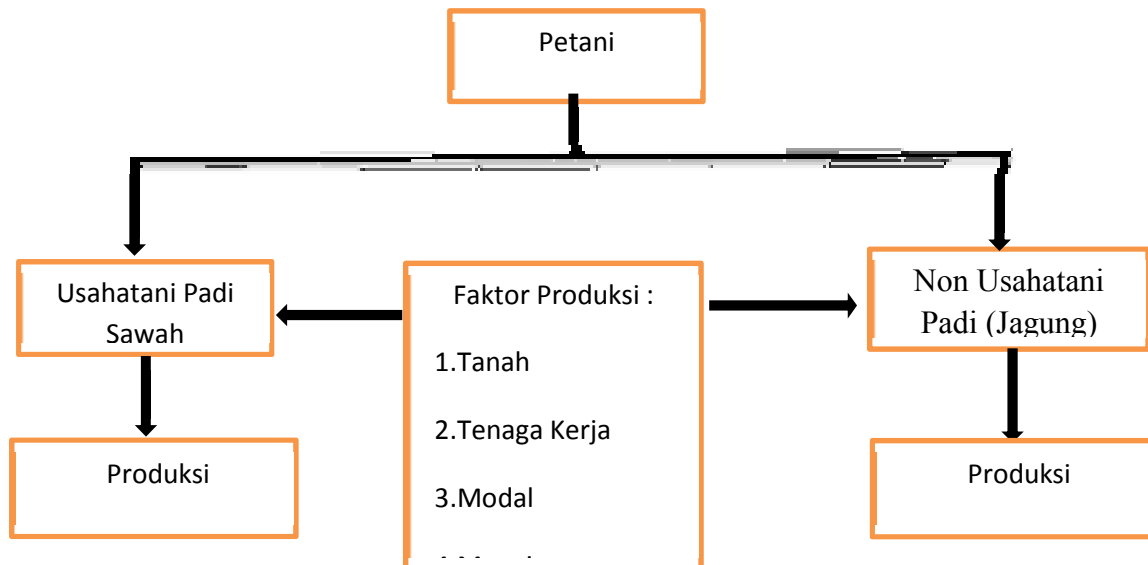 Petani
Usahatani Padi
Sawah
Faktor Produksi :
1.Tanah
2.Tenaga Kerja
3.Modal
Non Usahatani
Padi (Jagung)
Produksi
Produksi